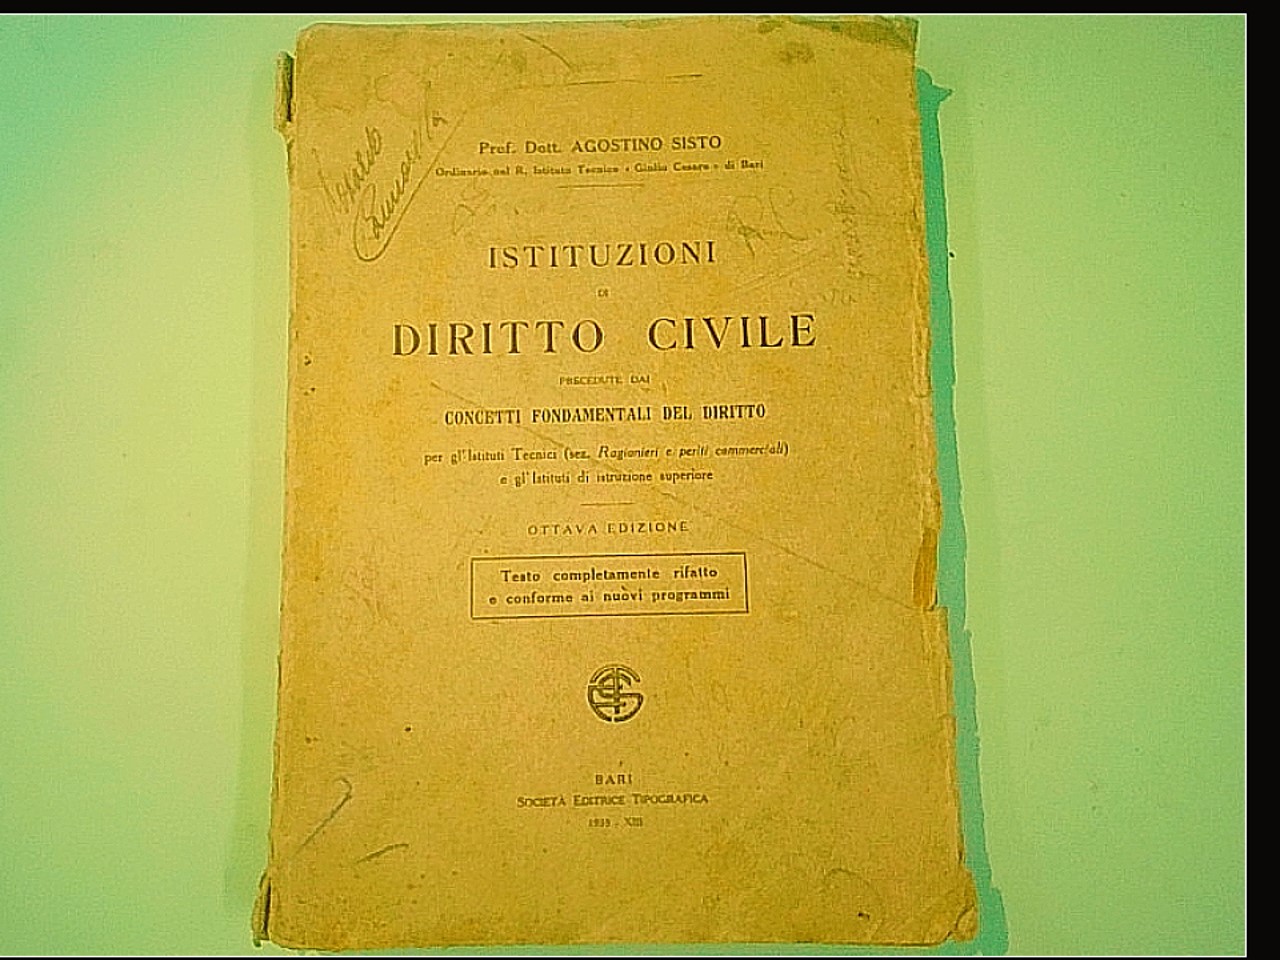 Prof. Dott. AGOSTINO SISTO
Ordinario nel R. Istituto Tecnico « Giulio Cesare » di Bari
ISTITUZIONI
DI
DIRITTO CIVILE
PRECEDUTE DAI
CONCETTI FONDAMENTALI DEL DIRITTO
per gl'Istituti Tecnici (sez. Ragionieri e periti commerciali)
e gl'Istituti di istruzione superiore
OTTAVA EDIZIONE
Testo completamente rifatto
e conforme ai nuovi programmi
BARI
SOCIETÀ EDITRICE TIPOGRAFICA
1935 - XIII